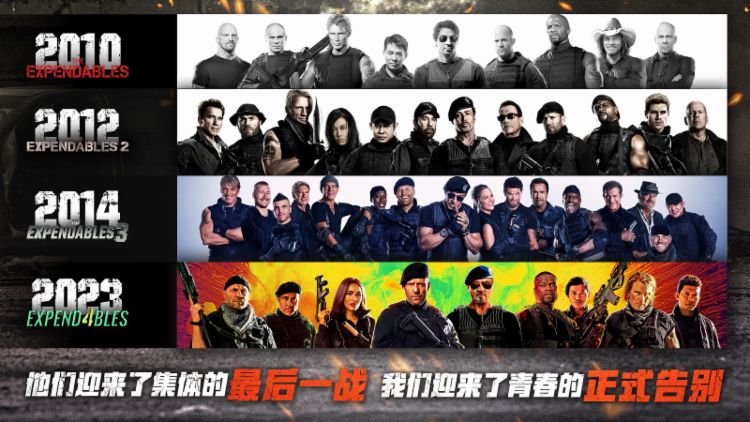 2010
THE
EXPENDABLES
2012
EXPENDABLES 2
2014
EXPENDABLES 3
2023
EXPEND4BLES
他们迎来了集体的最后一战 我们迎来了青春的正式告别